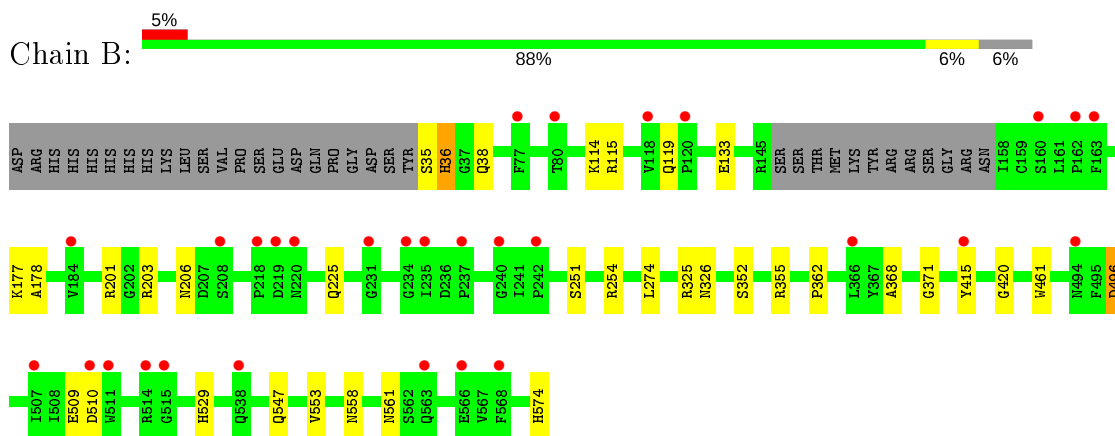 5%
Chain B:
88% 6% 6%
ASP ARG HIS HIS HIS HIS HIS HIS LYS LEU SER VAL PRO SER GLU ASP GLN PRO GLY ASP SER TYR S35 H36 G37 Q38 F77 T80 K114 R115 V118 Q119 P120 E133 R145 SER SER THR MET LYS TYR ARG ARG SER GLY ARG ASN I158 C159 S160 L161 P162 F163
K177 A178 V184 R201 G202 R203 N206 D207 S208 P218 D219 N220 Q225 G231 G234 I235 D236 P237 G240 I241 P242 S251 R254 L274 R325 N326 S352 R355 P362 L366 Y367 A368 G371 Y415 G420 W461 N494 F495 D496
I507 I508 E509 D510 W511 R514 G515 H529 Q538 Q547 V553 N558 N561 S562 Q563 E566 V567 F568 H574